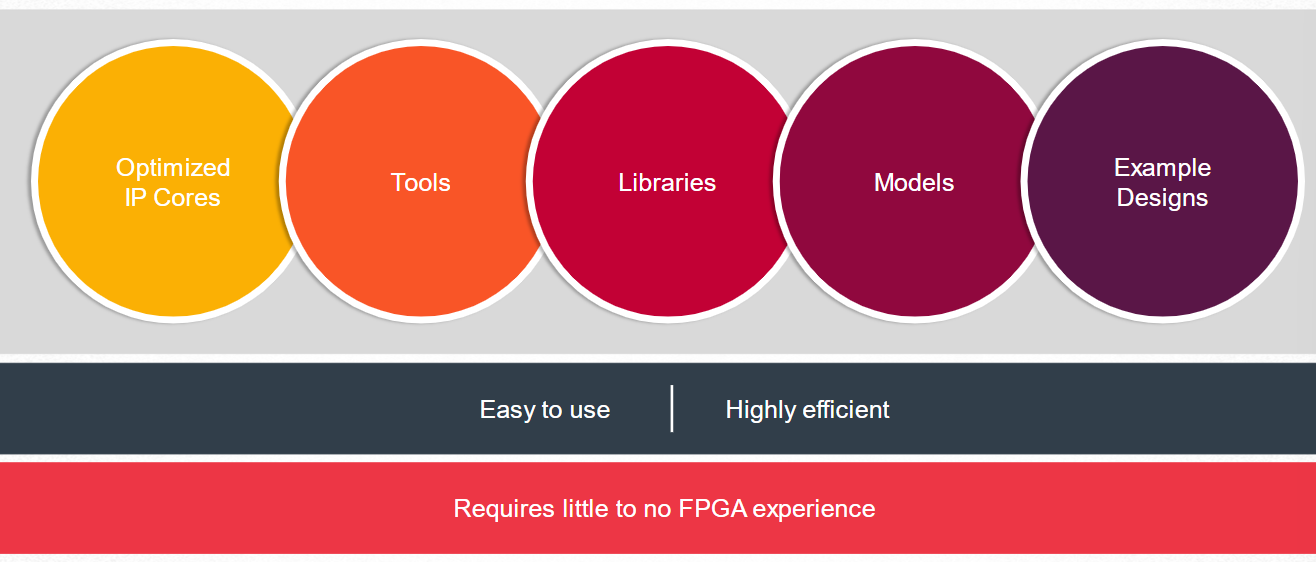 Optimized
IP Cores
Tools
Libraries
Models
Example
Designs
Easy to use
Highly efficient
Requires little to no FPGA experience